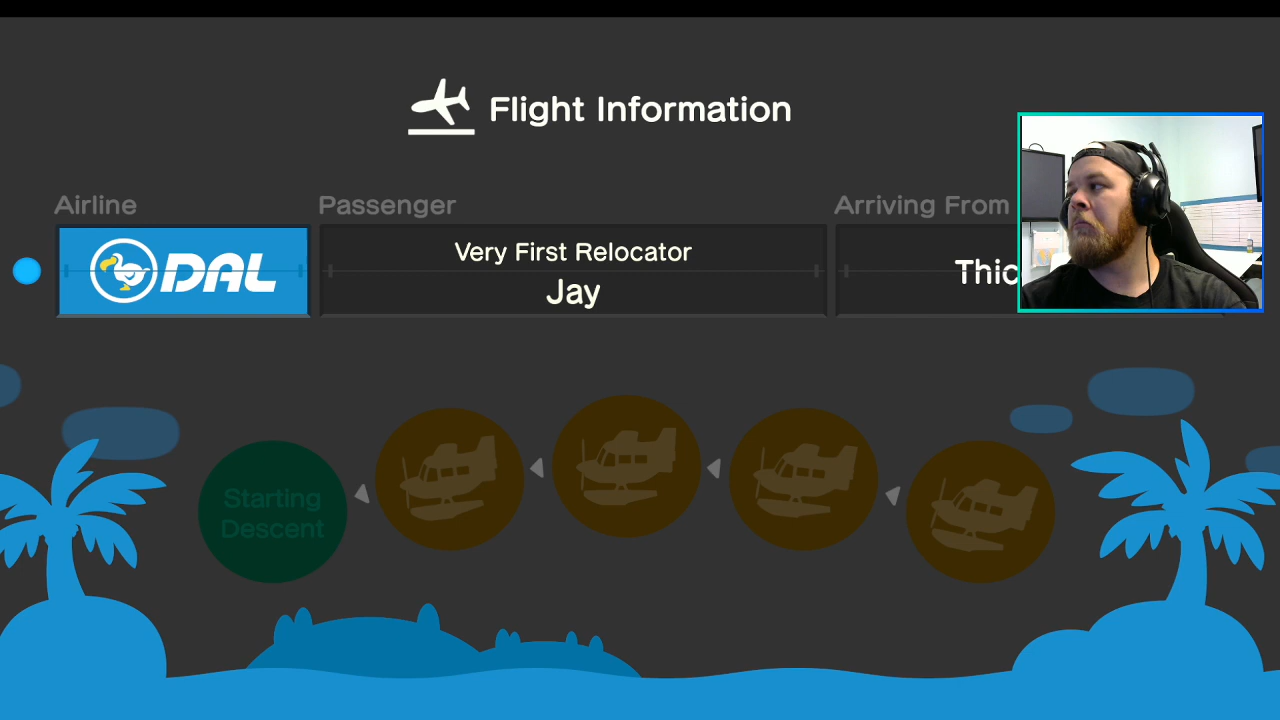 Flight Information
Airline
Passenger
Arriving From
DAL
Very First Relocator
Jay
Starting
Descent